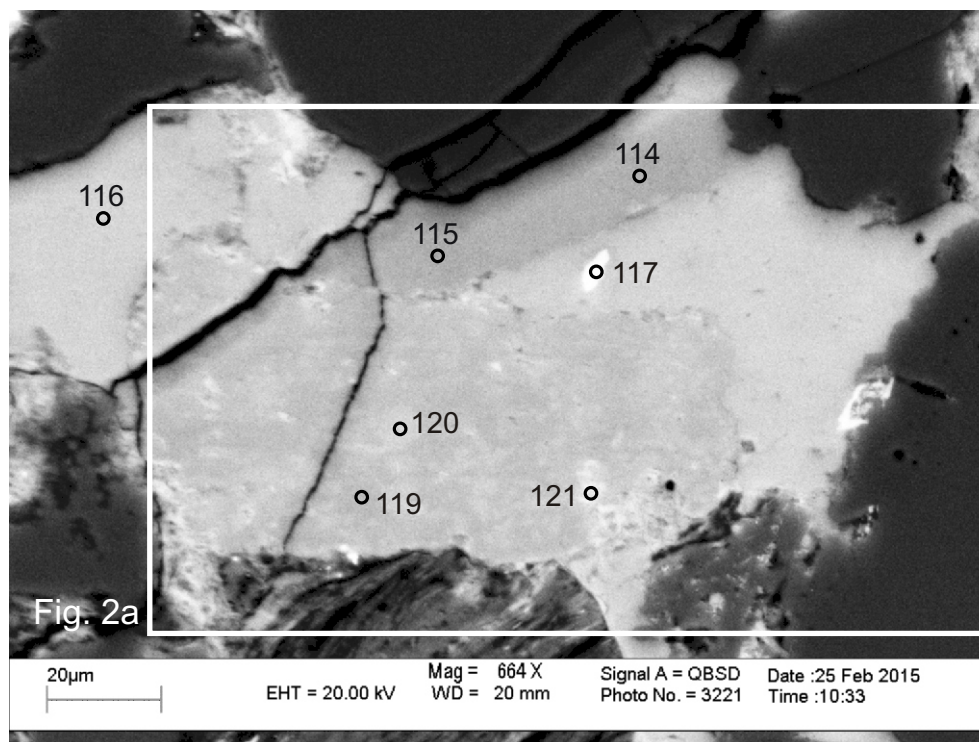 114
116
115
117
120
121
119
Fig. 2a
20µm
EHT = 20.00 kV
Mag = 664 X
WD = 20 mm
Signal A = QBSD
Photo No. = 3221
Date :25 Feb 2015
Time :10:33